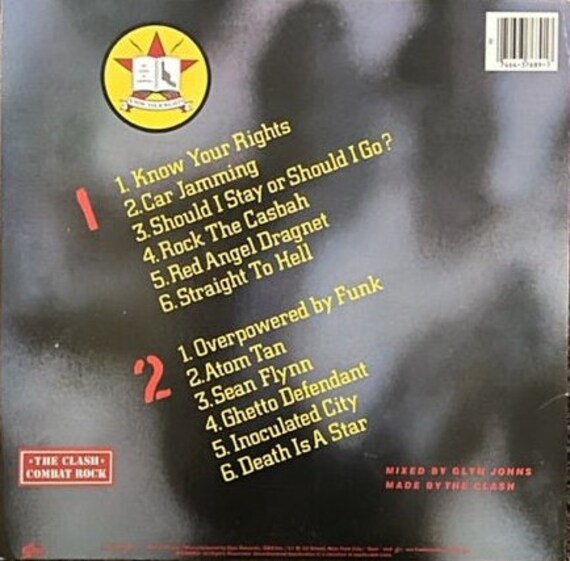 KNOW YOUR RIGHTS
1
1. Know Your Rights
2. Car Jamming
3. Should I Stay or Should I Go?
4. Rock The Casbah
5. Red Angel Dragnet
6. Straight To Hell
2
1. Overpowered by Funk
2. Atom Tan
3. Sean Flynn
4. Ghetto Defendant
5. Inoculated City
6. Death Is A Star
·THE CLASH·
COMBAT ROCK
MIXED BY GLYN JOHNS
MADE BY THE CLASH